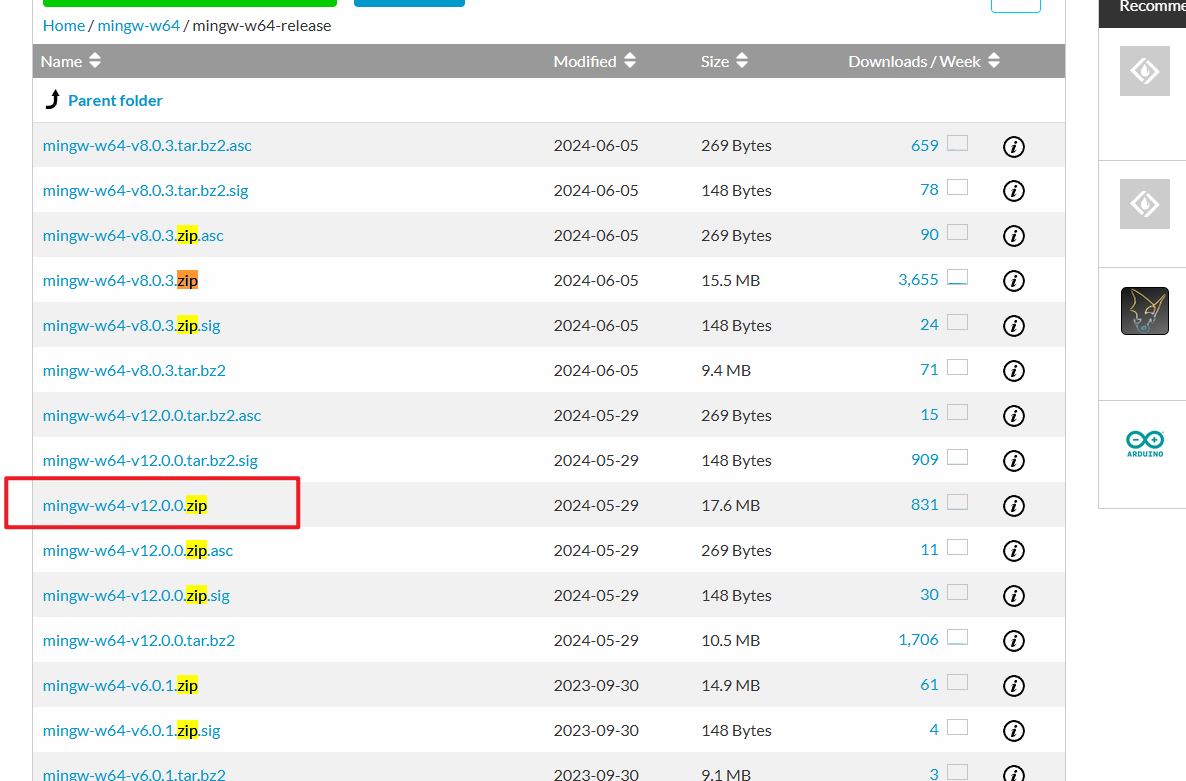 Recomme
Home / mingw-w64 / mingw-w64-release
Name Modified Size Downloads / Week
Parent folder
mingw-w64-v8.0.3.tar.bz2.asc 2024-06-05 269 Bytes 659
mingw-w64-v8.0.3.tar.bz2.sig 2024-06-05 148 Bytes 78
mingw-w64-v8.0.3.zip.asc 2024-06-05 269 Bytes 90
mingw-w64-v8.0.3.zip 2024-06-05 15.5 MB 3,655
mingw-w64-v8.0.3.zip.sig 2024-06-05 148 Bytes 24
mingw-w64-v8.0.3.tar.bz2 2024-06-05 9.4 MB 71
mingw-w64-v12.0.0.tar.bz2.asc 2024-05-29 269 Bytes 15
mingw-w64-v12.0.0.tar.bz2.sig 2024-05-29 148 Bytes 909
mingw-w64-v12.0.0.zip 2024-05-29 17.6 MB 831
mingw-w64-v12.0.0.zip.asc 2024-05-29 269 Bytes 11
mingw-w64-v12.0.0.zip.sig 2024-05-29 148 Bytes 30
mingw-w64-v12.0.0.tar.bz2 2024-05-29 10.5 MB 1,706
mingw-w64-v6.0.1.zip 2023-09-30 14.9 MB 61
mingw-w64-v6.0.1.zip.sig 2023-09-30 148 Bytes 4
mingw-w64-v6.0.1.tar.bz2 2023-09-30 9.1 MB 3
ARDUINO